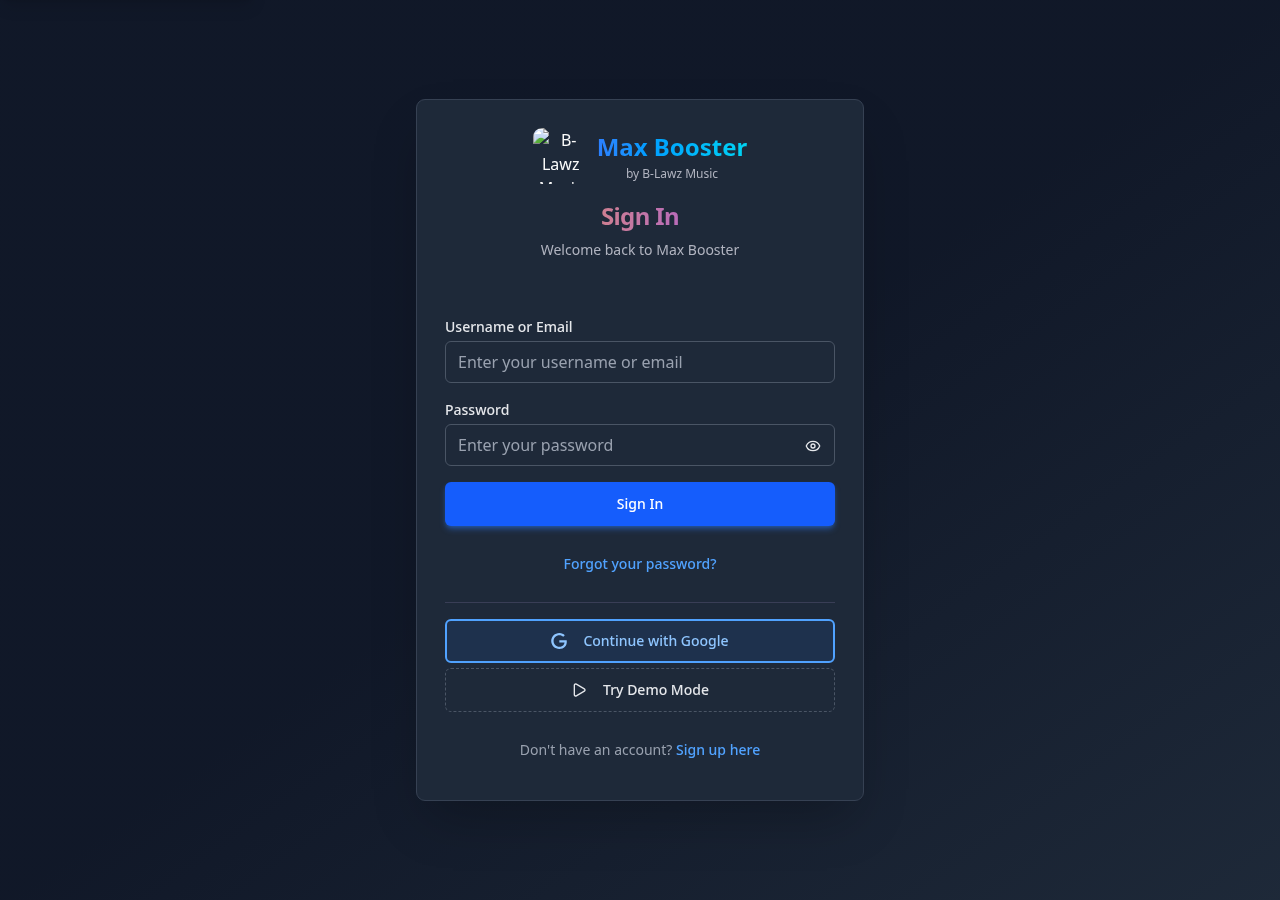 B-
Lawz
Max Booster
by B-Lawz Music
Sign In
Welcome back to Max Booster
Username or Email
Enter your username or email
Password
Enter your password
Sign In
Forgot your password?
Continue with Google
Try Demo Mode
Don't have an account? Sign up here